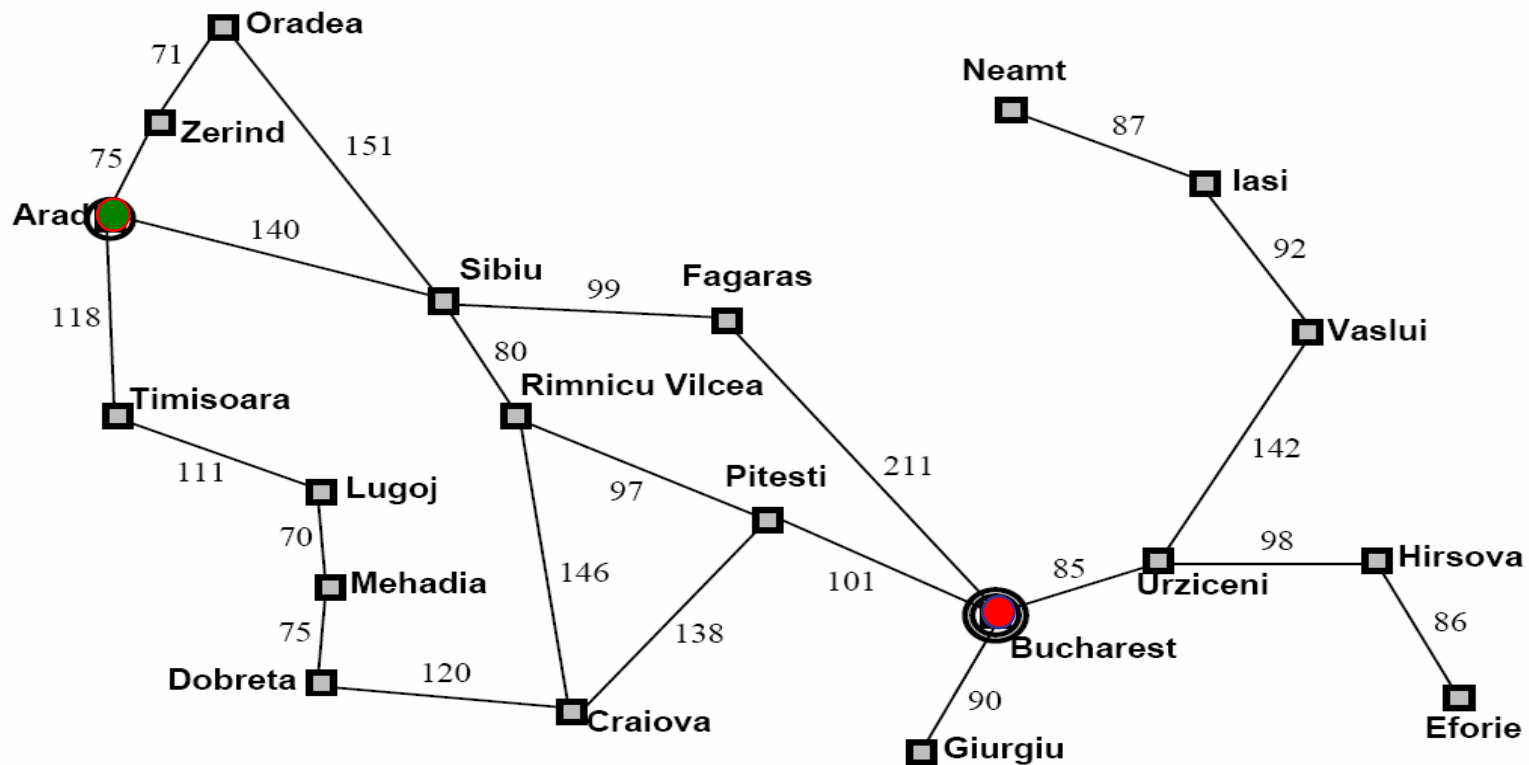 Oradea
71
Neamt
87
Zerind
151
75
Iasi
Arad
140
92
Sibiu
Fagaras
99
118
Vaslui
80
Rimnicu Vilcea
Timisoara
142
211
111
Pitesti
Lugoj
97
70
98
Hirsova
146
101
85
Urziceni
Mehadia
75
138
86
Bucharest
Dobreta
120
90
Craiova
Eforie
Giurgiu